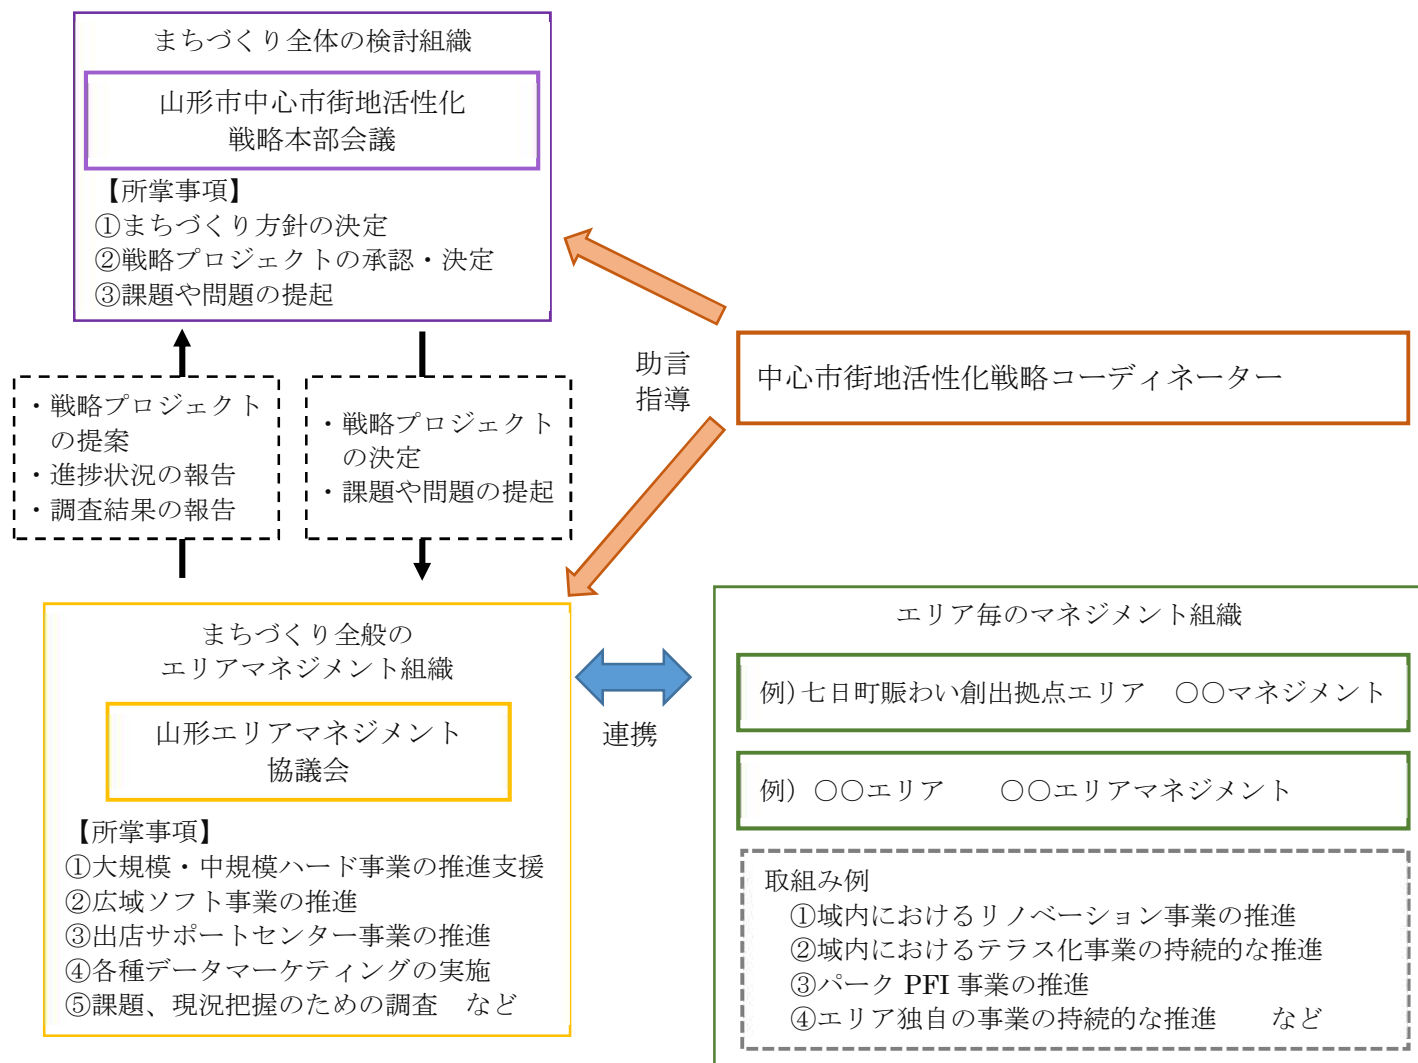 まちづくり全体の検討組織
山形市中心市街地活性化
戦略本部会議
【所掌事項】
①まちづくり方針の決定
②戦略プロジェクトの承認・決定
③課題や問題の提起
・戦略プロジェクト
の提案
・進捗状況の報告
・調査結果の報告
・戦略プロジェクト
の決定
・課題や問題の提起
助言
指導
中心市街地活性化戦略コーディネーター
まちづくり全般の
エリアマネジメント組織
山形エリアマネジメント
協議会
【所掌事項】
①大規模・中規模ハード事業の推進支援
②広域ソフト事業の推進
③出店サポートセンター事業の推進
④各種データマーケティングの実施
⑤課題、現況把握のための調査　など
連携
エリア毎のマネジメント組織
例）七日町賑わい創出拠点エリア　〇〇マネジメント
例）〇〇エリア　　〇〇エリアマネジメント
取組み例
①域内におけるリノベーション事業の推進
②域内におけるテラス化事業の持続的な推進
③パーク PFI 事業の推進
④エリア独自の事業の持続的な推進　　など